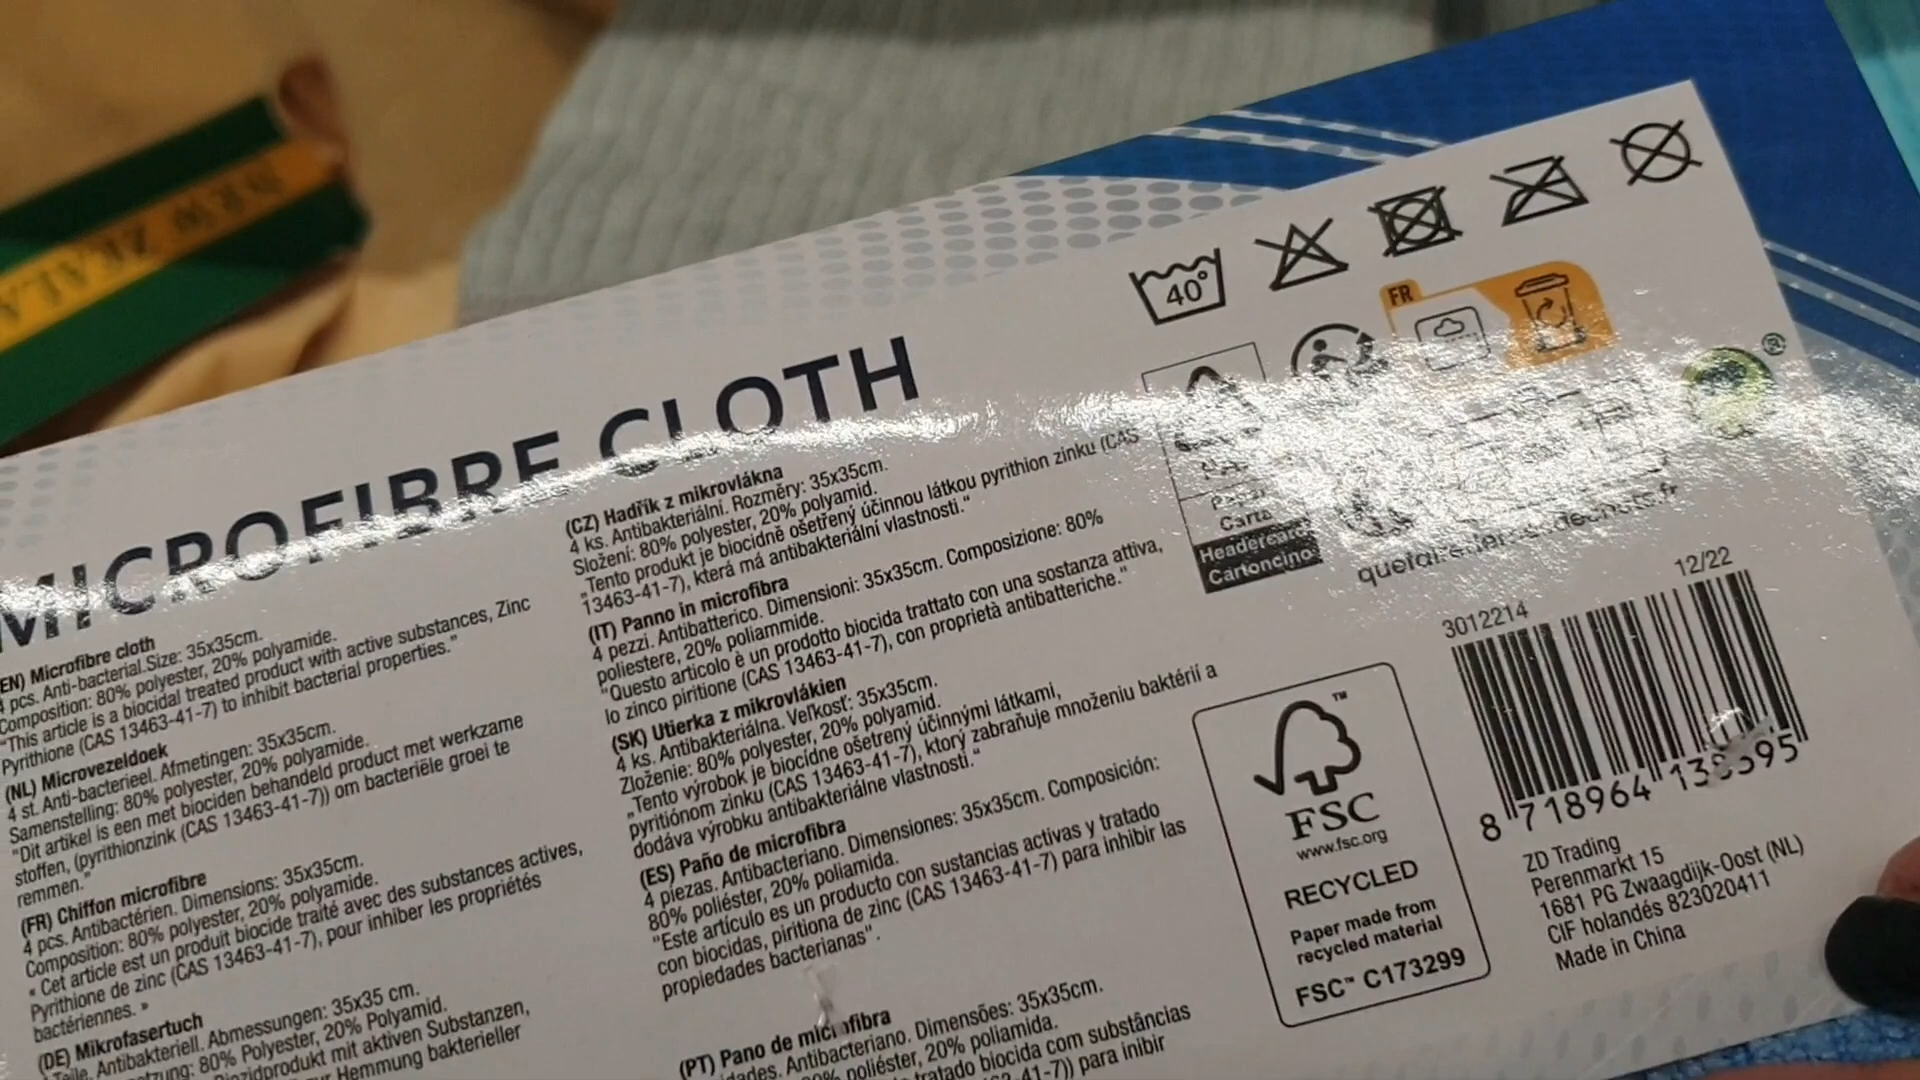 MICROFIBRE CLOTH
(EN) Microfibre cloth
4 pcs. Anti-bacterial.Size: 35x35cm.
Composition: 80% polyester, 20% polyamide.
"This article is a biocidal treated product with active substances, Zinc
Pyrithione (CAS 13463-41-7) to inhibit bacterial properties."
(NL) Microvezeldoek
4 st. Anti-bacterieel. Afmetingen: 35x35cm.
Samenstelling: 80% polyester, 20% polyamide.
"Dit artikel is een met biociden behandeld product met werkzame
stoffen, (pyrithionzink (CAS 13463-41-7)) om bacteriële groei te
remmen."
(FR) Chiffon microfibre
4 pcs. Antibactérien. Dimensions: 35x35cm.
Composition: 80% polyester, 20% polyamide.
« Cet article est un produit biocide traité avec des substances actives,
Pyrithione de zinc (CAS 13463-41-7), pour inhiber les propriétés
bactériennes. »
(DE) Mikrofasertuch
Teile. Antibakteriell. Abmessungen: 35x35 cm.
80% Polyester, 20% Polyamid.
mit aktiven Substanzen,
Hemmung bakterieller
(CZ) Hadřík z mikrovlákna
4 ks. Antibakteriální. Rozměry: 35x35cm.
Složení: 80% polyester, 20% polyamid.
„Tento produkt je biocidně ošetřený účinnou látkou pyrithion zinku (CAS
13463-41-7), která má antibakteriální vlastnosti.“
(IT) Panno in microfibra
4 pezzi. Antibatterico. Dimensioni: 35x35cm. Composizione: 80%
poliestere, 20% poliammide.
"Questo articolo è un prodotto biocida trattato con una sostanza attiva,
lo zinco piritione (CAS 13463-41-7), con proprietà antibatteriche."
(SK) Utierka z mikrovlákien
4 ks. Antibakteriálna. Veľkosť: 35x35cm.
Zloženie: 80% polyester, 20% polyamid.
„Tento výrobok je biocídne ošetrený účinnými látkami,
pyritiónom zinku (CAS 13463-41-7), ktorý zabraňuje množeniu baktérií a
dodáva výrobku antibakteriálne vlastnosti.“
(ES) Paño de microfibra
4 piezas. Antibacteriano. Dimensiones: 35x35cm. Composición:
80% poliéster, 20% poliamida.
"Este artículo es un producto con sustancias activas y tratado
con biocidas, piritiona de zinc (CAS 13463-41-7) para inhibir las
propiedades bacterianas".
(PT) Pano de microfibra
Antibacteriano. Dimensões: 35x35cm.
poliéster, 20% poliamida.
tratado biocida com substâncias
para inibir
40°
FR
Carta
Headercard
Cartoncino
12/22
3012214
8 718964
FSC
™
www.fsc.org
RECYCLED
Paper made from
recycled material
FSC™ C173299
ZD Trading
Perenmarkt 15
1681 PG Zwaagdijk-Oost (NL)
CIF holandés 823020411
Made in China
®